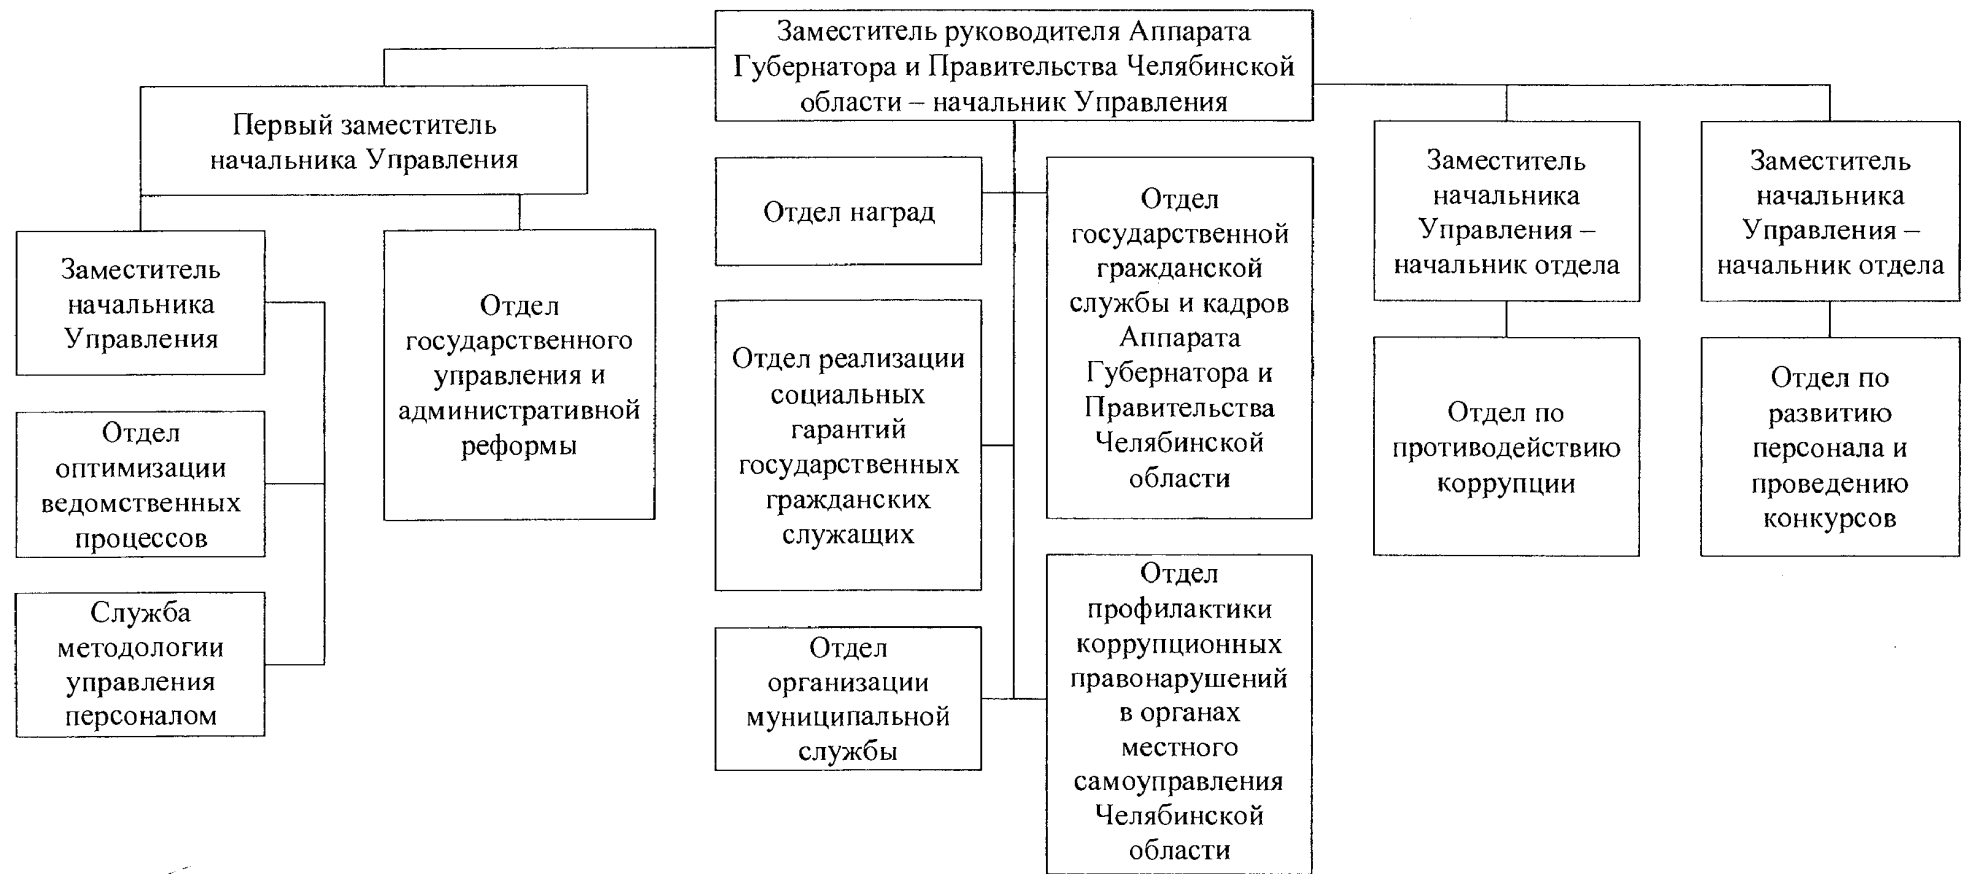 Заместитель руководителя Аппарата
Губернатора и Правительства Челябинской
области – начальник Управления
Первый заместитель
начальника Управления
Заместитель
начальника
Управления
Отдел
оптимизации
ведомственных
процессов
Служба
методологии
управления
персоналом
Отдел
государственного
управления и
административной
реформы
Отдел наград
Отдел реализации
социальных
гарантий
государственных
гражданских
служащих
Отдел
организации
муниципальной
службы
Отдел
государственной
гражданской
службы и кадров
Аппарата
Губернатора и
Правительства
Челябинской
области
Отдел
профилактики
коррупционных
правонарушений
в органах
местного
самоуправления
Челябинской
области
Заместитель
начальника
Управления –
начальник отдела
Отдел по
противодействию
коррупции
Заместитель
начальника
Управления –
начальник отдела
Отдел по
развитию
персонала и
проведению
конкурсов